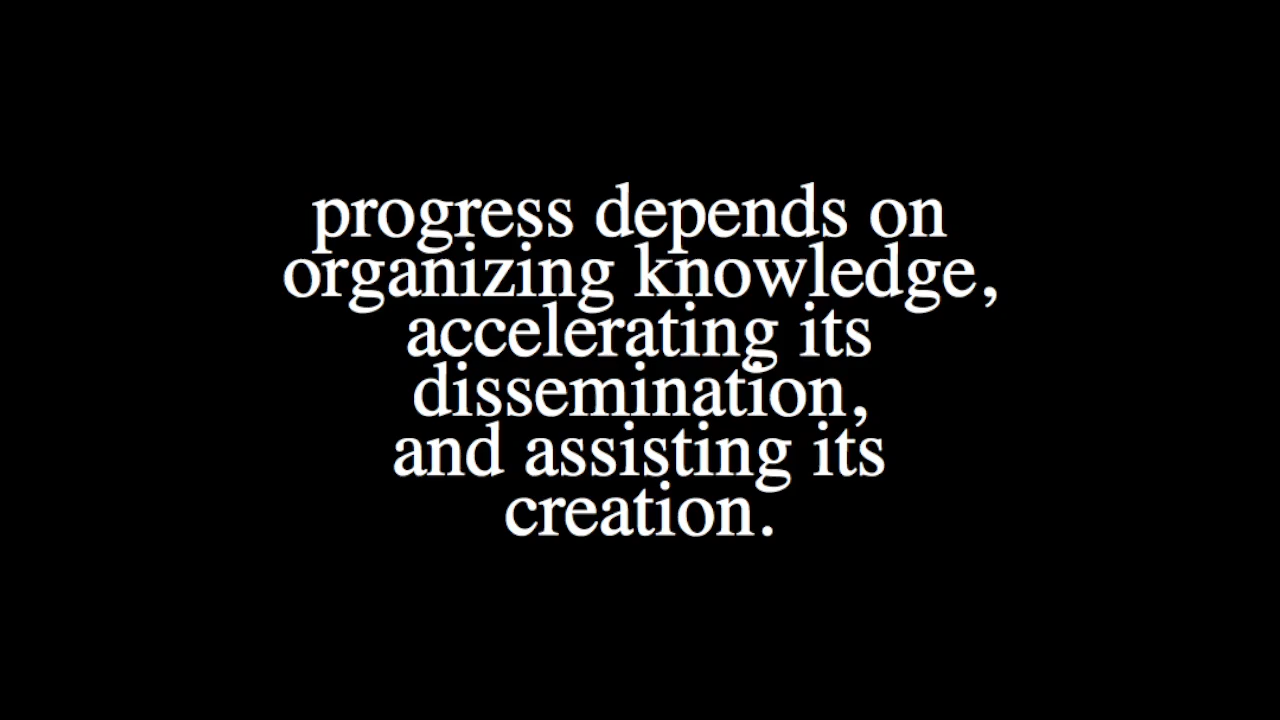 progress depends on
organizing knowledge,
accelerating its
dissemination,
and assisting its
creation.